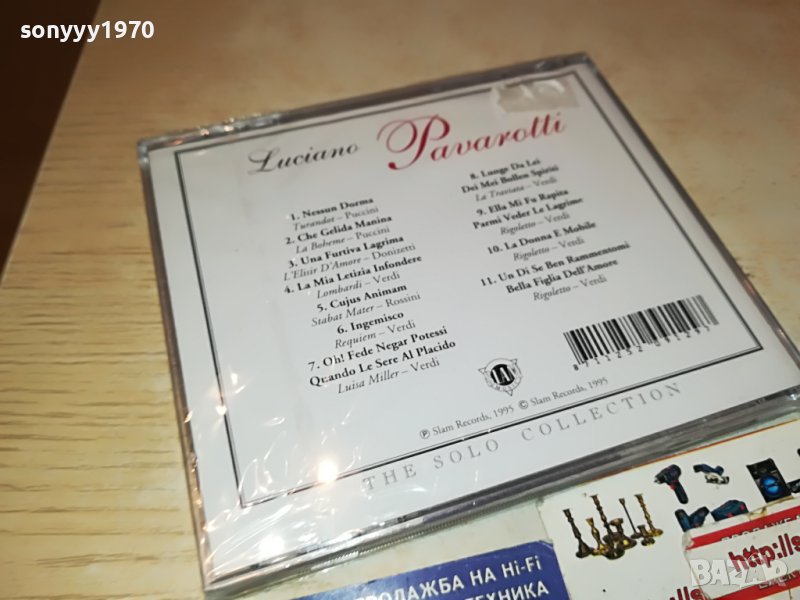 sonyyy1970
Luciano Pavarotti
1. Nessun Dorma
Turandot – Puccini
2. Che Gelida Manina
La Boheme – Puccini
3. Una Furtiva Lagrima
L'Elisir D'Amore – Donizetti
4. La Mia Letizia Infondere
Lombardi – Verdi
5. Cujus Animam
Stabat Mater – Rossini
6. Ingemisco
Requiem – Verdi
7. Oh! Fede Negar Potessi
Quando Le Sere Al Placido
Luisa Miller – Verdi
8. Lunge Da Lei
Dei Mei Bollen Spiriti
La Traviata – Verdi
9. Ella Mi Fu Rapita
Parmi Veder Le Lagrime
Rigoletto – Verdi
10. La Donna E Mobile
Rigoletto – Verdi
11. Un Di Se Ben Rammentomi
Bella Figlia Dell'Amore
Rigoletto – Verdi
℗ Slam Records, 1995 © Slam Records, 1995
THE SOLO COLLECTION
НА Hi-Fi
ТЕХНИКА
http://s
http://s
bazar